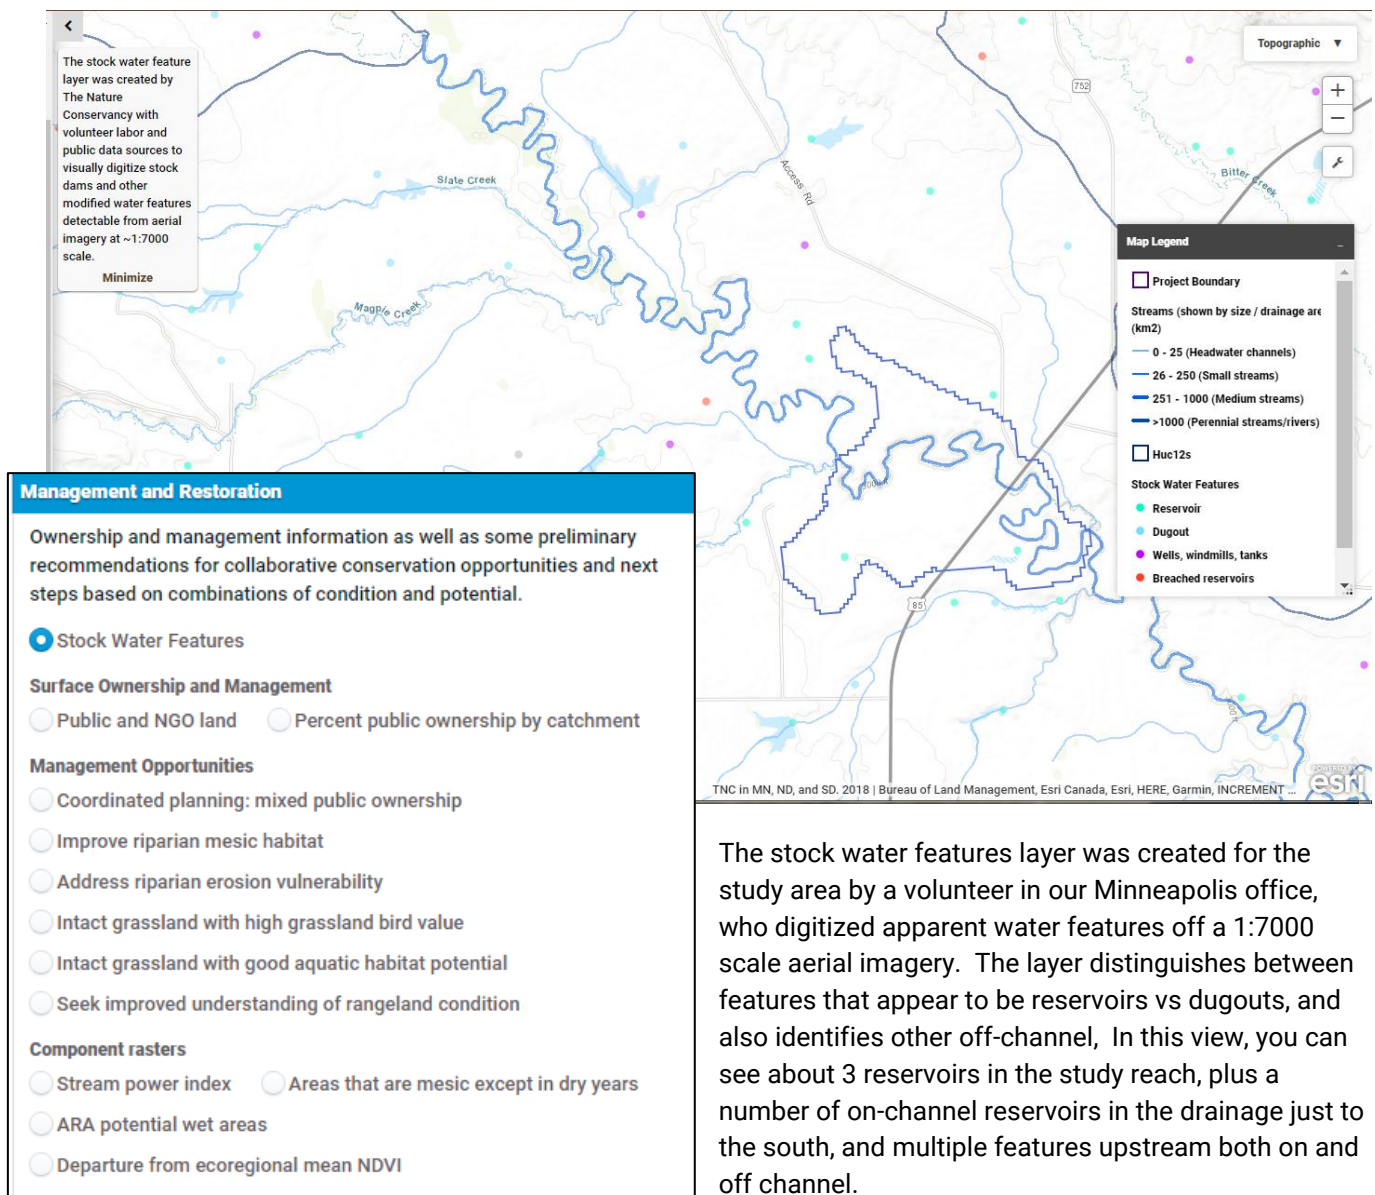 The stock water feature
layer was created by
The Nature
Conservancy with
volunteer labor and
public data sources to
visually digitize stock
dams and other
modified water features
detectable from aerial
imagery at ~1:7000
scale.
Minimize
Slate Creek
Magpie Creek
Access Rd
752
Bitter Creek
85
Topographic ▼
+
−
Map Legend
Project Boundary
Streams (shown by size / drainage are
(km2)
0 - 25 (Headwater channels)
26 - 250 (Small streams)
251 - 1000 (Medium streams)
>1000 (Perennial streams/rivers)
Huc12s
Stock Water Features
Reservoir
Dugout
Wells, windmills, tanks
Breached reservoirs
TNC in MN, ND, and SD. 2018 | Bureau of Land Management, Esri Canada, Esri, HERE, Garmin, INCREMENT ...
POWERED BY
esri
Management and Restoration
Ownership and management information as well as some preliminary
recommendations for collaborative conservation opportunities and next
steps based on combinations of condition and potential.
Stock Water Features
Surface Ownership and Management
Public and NGO land Percent public ownership by catchment
Management Opportunities
Coordinated planning: mixed public ownership
Improve riparian mesic habitat
Address riparian erosion vulnerability
Intact grassland with high grassland bird value
Intact grassland with good aquatic habitat potential
Seek improved understanding of rangeland condition
Component rasters
Stream power index Areas that are mesic except in dry years
ARA potential wet areas
Departure from ecoregional mean NDVI
The stock water features layer was created for the
study area by a volunteer in our Minneapolis office,
who digitized apparent water features off a 1:7000
scale aerial imagery. The layer distinguishes between
features that appear to be reservoirs vs dugouts, and
also identifies other off-channel, In this view, you can
see about 3 reservoirs in the study reach, plus a
number of on-channel reservoirs in the drainage just to
the south, and multiple features upstream both on and
off channel.